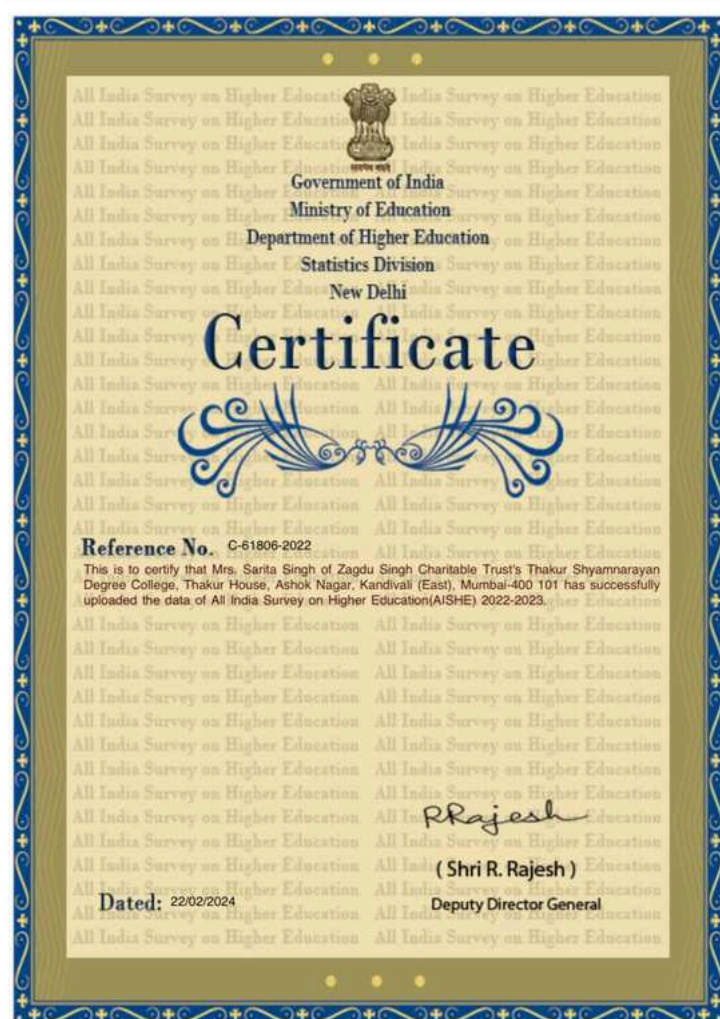 Government of India
Ministry of Education
Department of Higher Education
Statistics Division
New Delhi
Certificate
Reference No. C-61806-2022
This is to certify that Mrs. Sarita Singh of Zagdu Singh Charitable Trust's Thakur Shyamnarayan
Degree College, Thakur House, Ashok Nagar, Kandivali (East), Mumbai-400 101 has successfully
uploaded the data of All India Survey on Higher Education(AISHE) 2022-2023.
RRajesh
( Shri R. Rajesh )
Dated: 22/02/2024
Deputy Director General